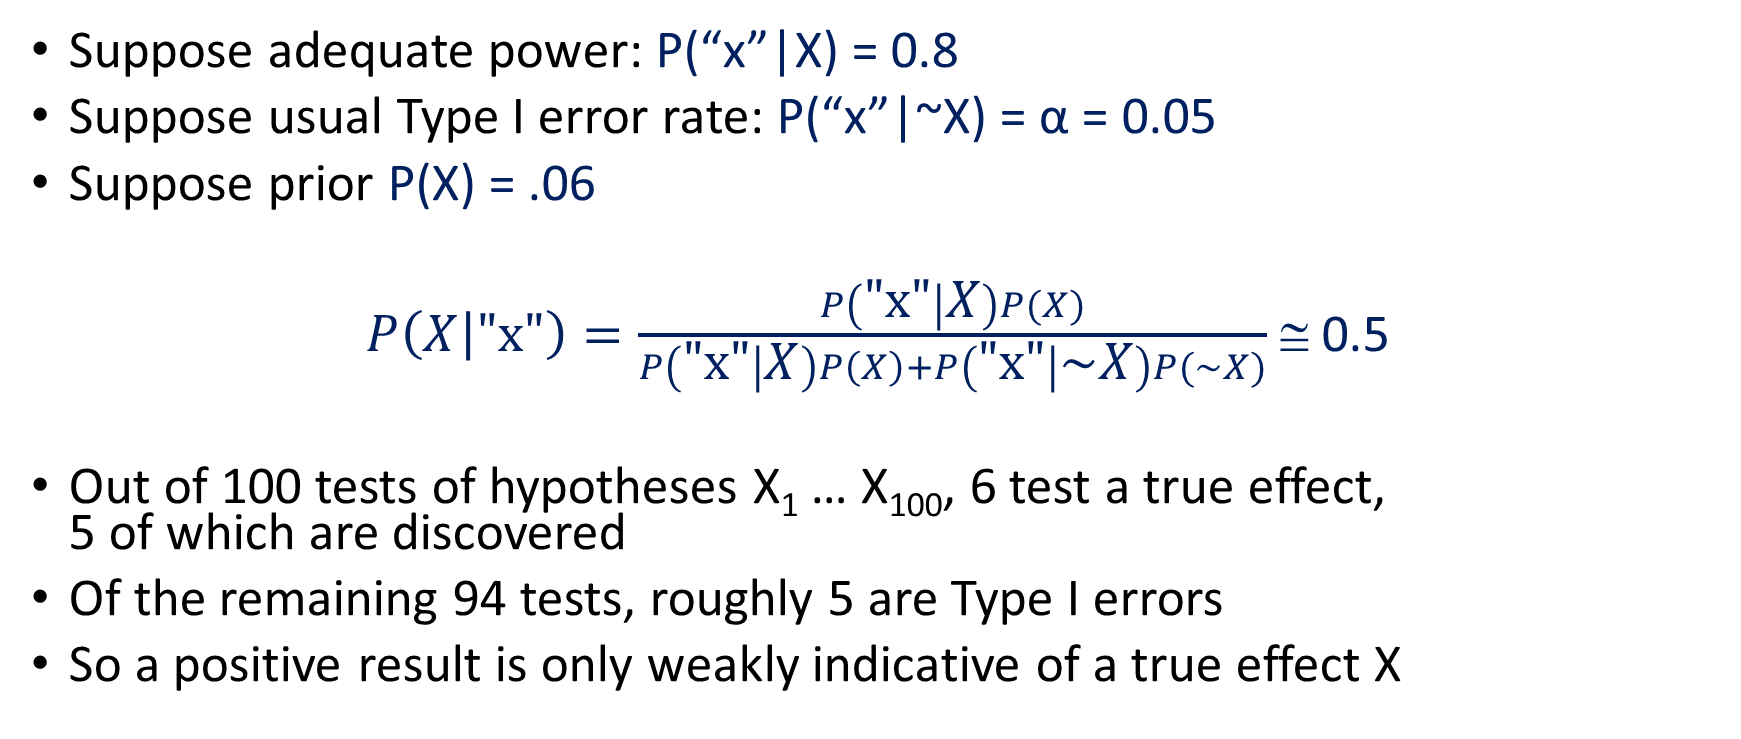 • Suppose adequate power: P(“x”|X) = 0.8
• Suppose usual Type I error rate: P(“x”|~X) = α = 0.05
• Suppose prior P(X) = .06
P(X|"x") = P("x"|X)P(X) / P("x"|X)P(X)+P("x"|~X)P(~X) ≅ 0.5
• Out of 100 tests of hypotheses X₁ … X₁₀₀, 6 test a true effect,
5 of which are discovered
• Of the remaining 94 tests, roughly 5 are Type I errors
• So a positive result is only weakly indicative of a true effect X